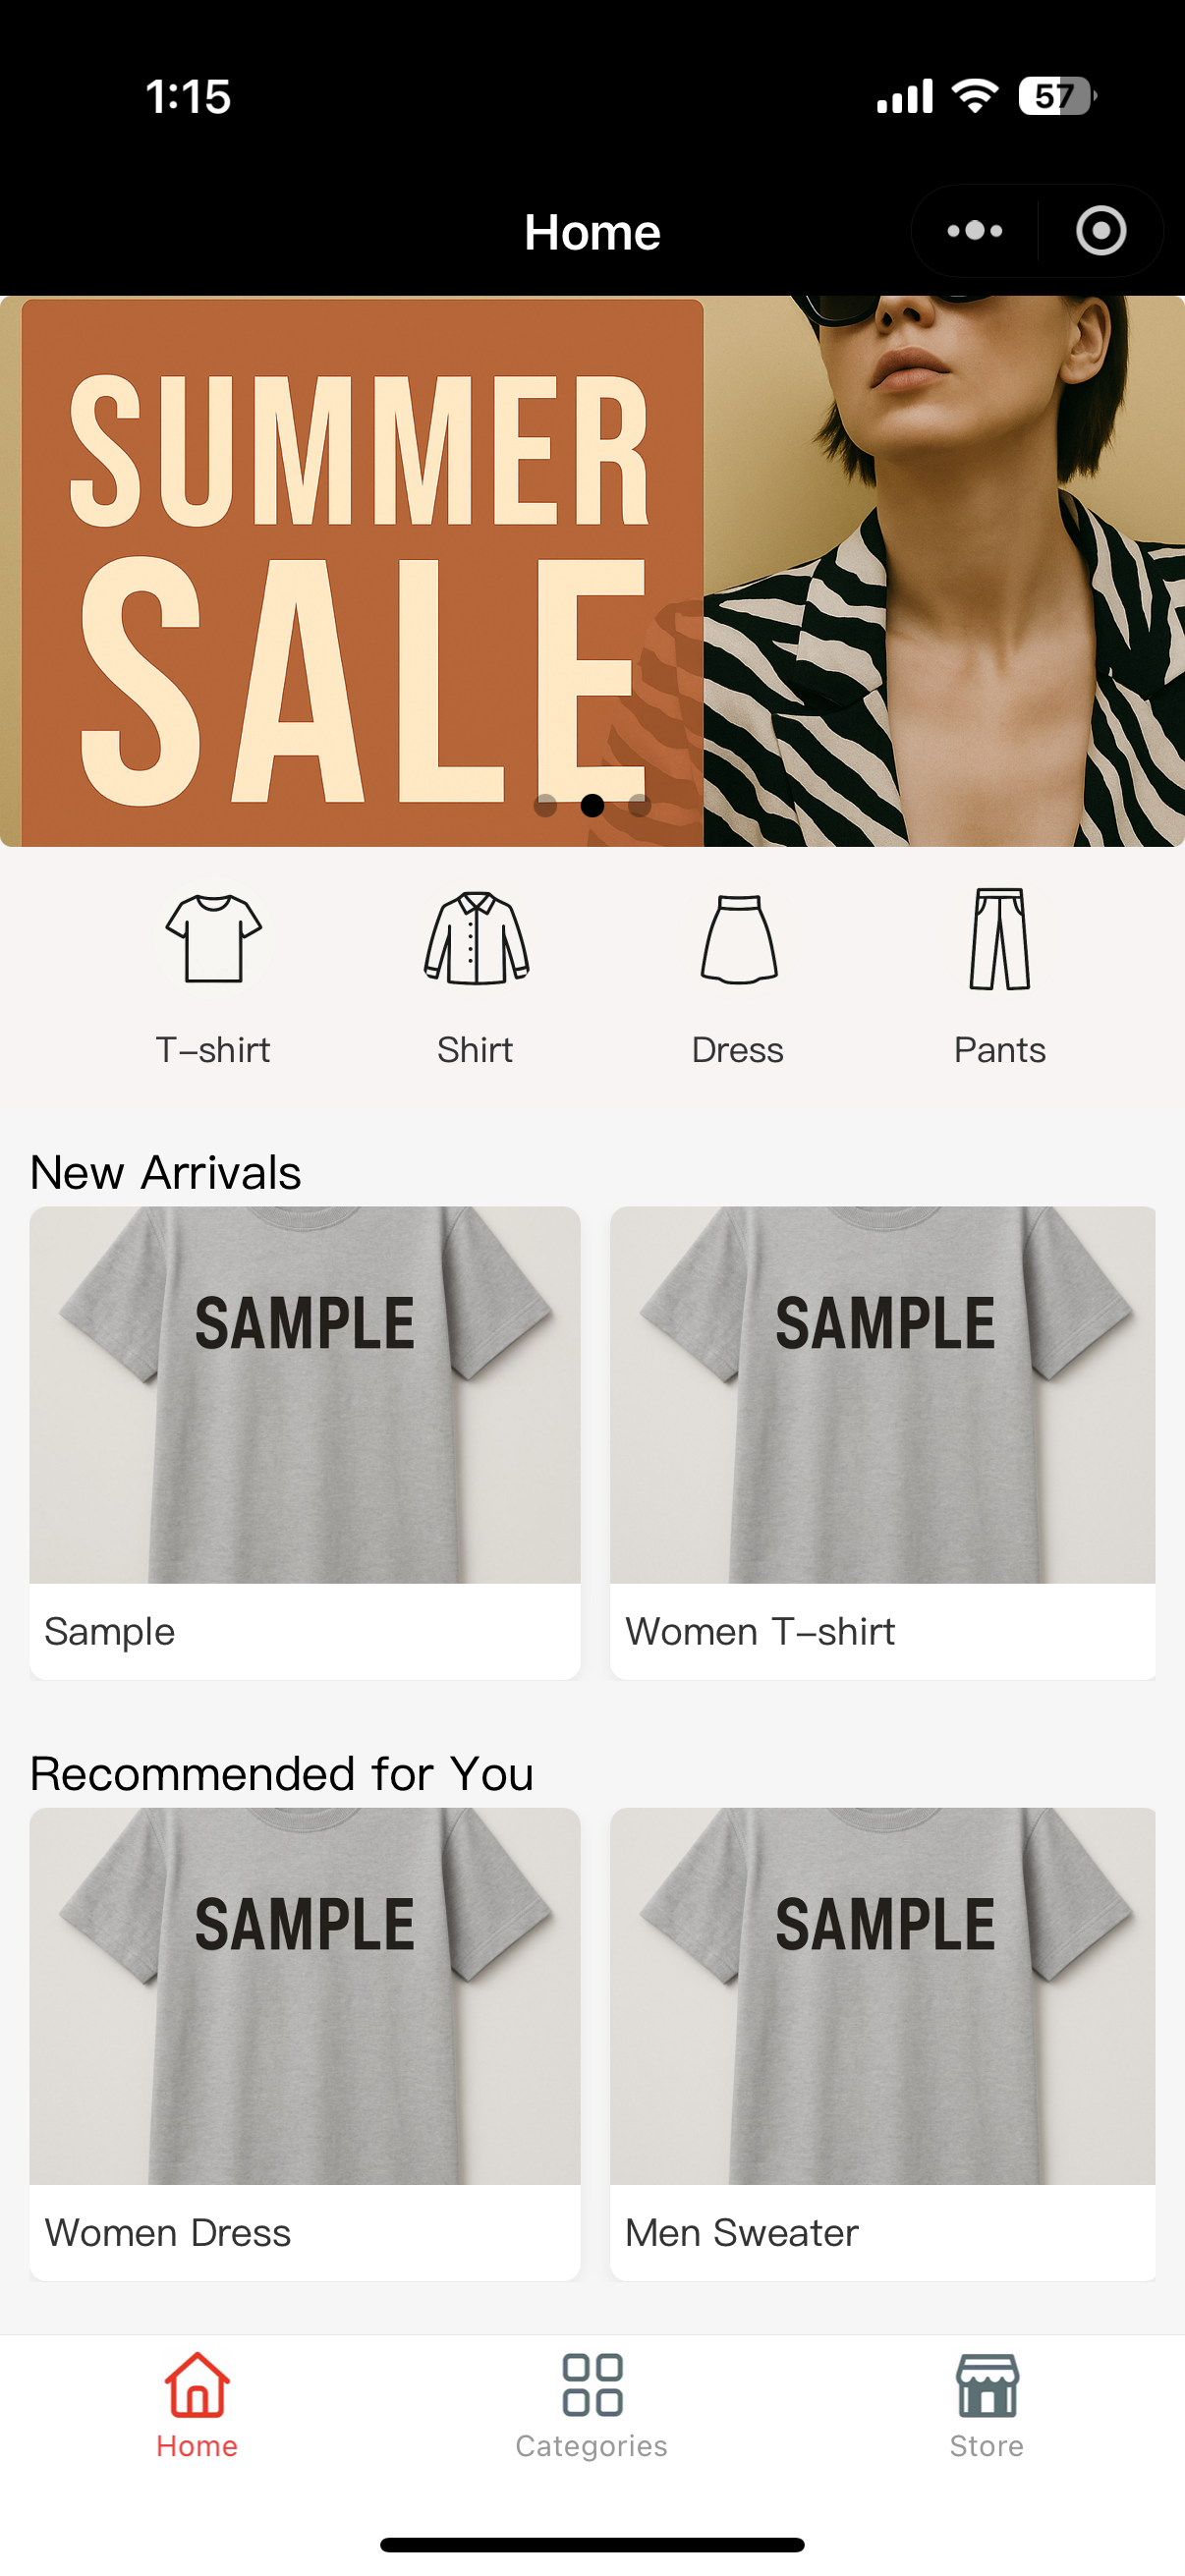 1:15
57
Home
SUMMER
SALE
T-shirt Shirt Dress Pants
New Arrivals
SAMPLE SAMPLE
Sample Women T-shirt
Recommended for You
SAMPLE SAMPLE
Women Dress Men Sweater
Home Categories Store